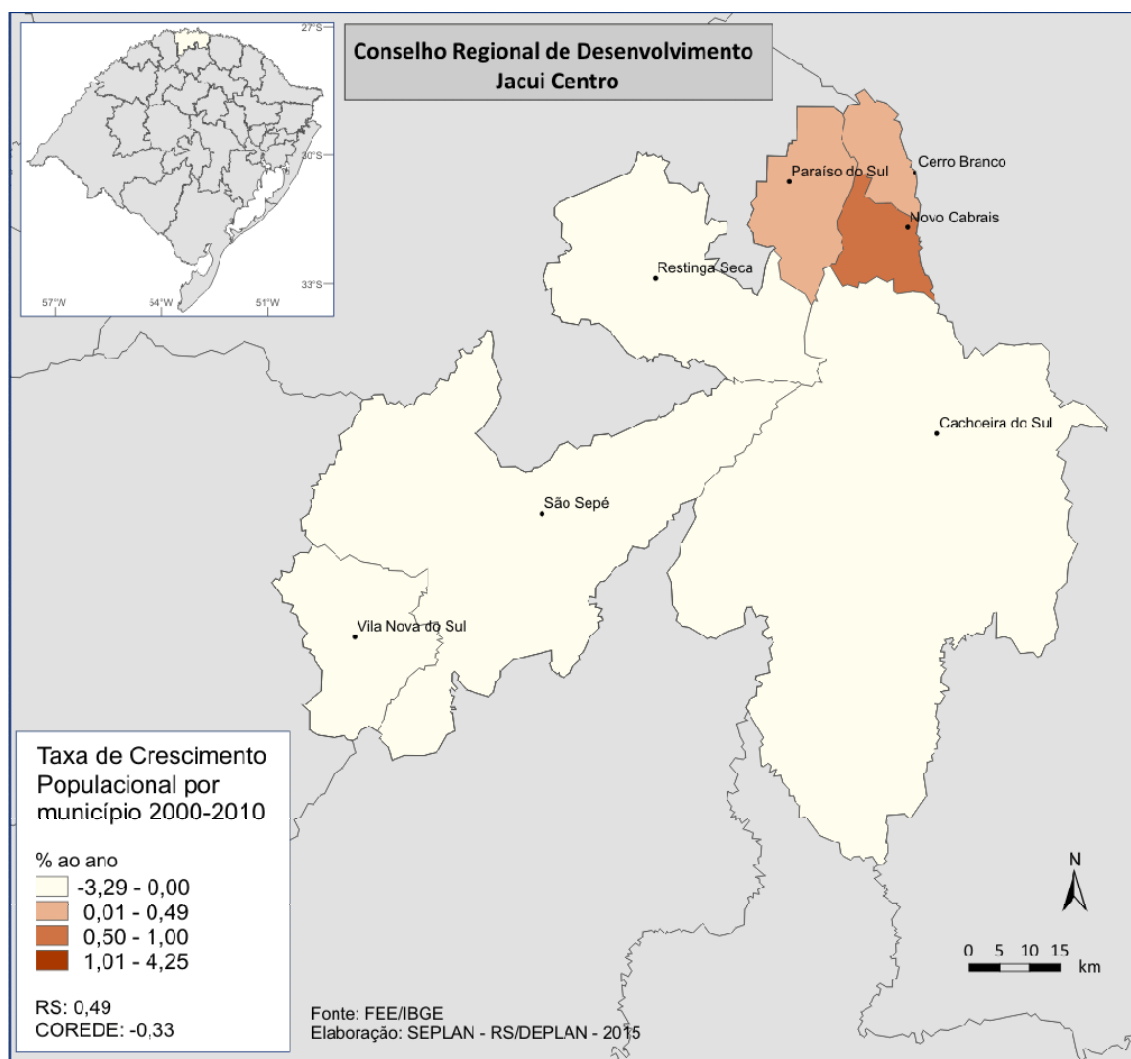 Conselho Regional de Desenvolvimento
Jacui Centro
27°S
30°S
33°S
57°W
54°W
51°W
Cerro Branco
Paraíso do Sul
Novo Cabrais
Restinga Seca
Cachoeira do Sul
São Sepé
Vila Nova do Sul
Taxa de Crescimento
Populacional por
município 2000-2010
% ao ano
-3,29 - 0,00
0,01 - 0,49
0,50 - 1,00
1,01 - 4,25
RS: 0,49
COREDE: -0,33
Fonte: FEE/IBGE
Elaboração: SEPLAN - RS/DEPLAN - 2015
N
0 5 10 15
km